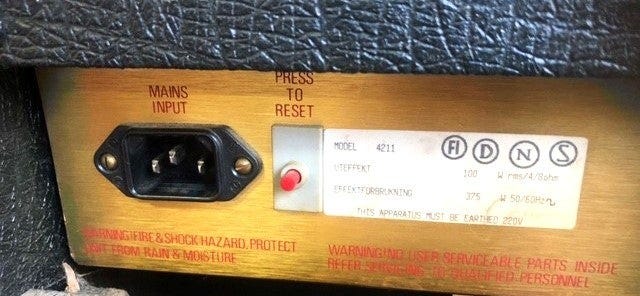 MAINS
INPUT
PRESS
TO
RESET
MODEL 4211 FI D N S
UTEFFEKT 100 W rms/4/8ohm
EFFEKTFORBRUKNING 375 W 50/60Hz~
THIS APPARATUS MUST BE EARTHED 220V
WARNING!FIRE & SHOCK HAZARD, PROTECT
UNIT FROM RAIN & MOISTURE
WARNING!NO USER SERVICEABLE PARTS INSIDE
REFER SERVICING TO QUALIFIED PERSONNEL